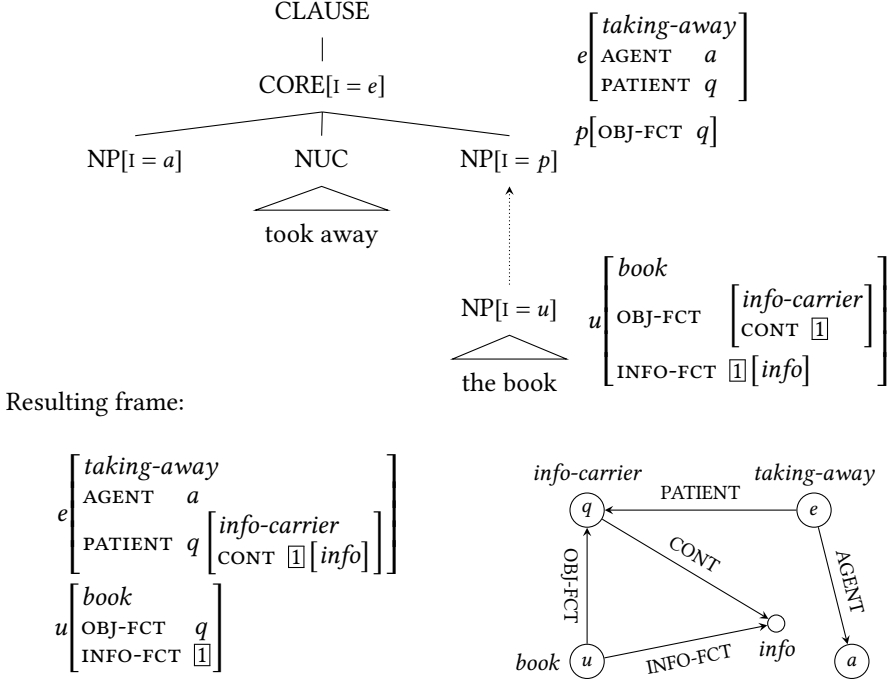 CLAUSE
CORE[I = e]
NP[I = a] NUC NP[I = p]
took away
e[taking-away
AGENT a
PATIENT q]
p[OBJ-FCT q]
NP[I = u]
the book
u[book
OBJ-FCT [info-carrier
CONT 1]
INFO-FCT 1[info]]
Resulting frame:
e[taking-away
AGENT a
PATIENT q [info-carrier
CONT 1[info]]]
u[book
OBJ-FCT q
INFO-FCT 1]
info-carrier taking-away
q PATIENT e
OBJ-FCT CONT AGENT
info
book u INFO-FCT a